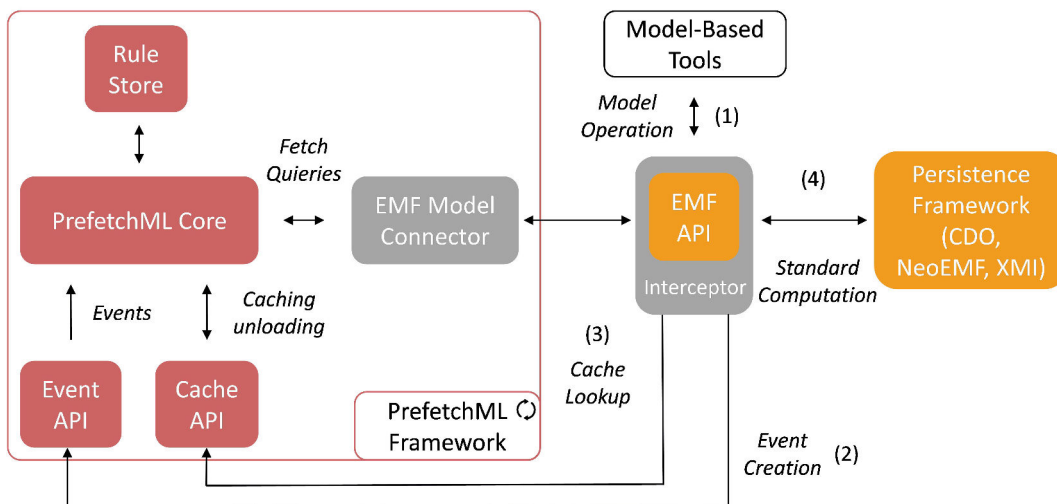 Rule
Store
Model-Based
Tools
Model
Operation
(1)
Fetch
Quieries
PrefetchML Core
EMF Model
Connector
EMF
API
Interceptor
(4)
Persistence
Framework
(CDO,
NeoEMF, XMI)
Standard
Computation
Events
Caching
unloading
(3)
Cache
Lookup
Event
API
Cache
API
PrefetchML
Framework
Event
Creation
(2)